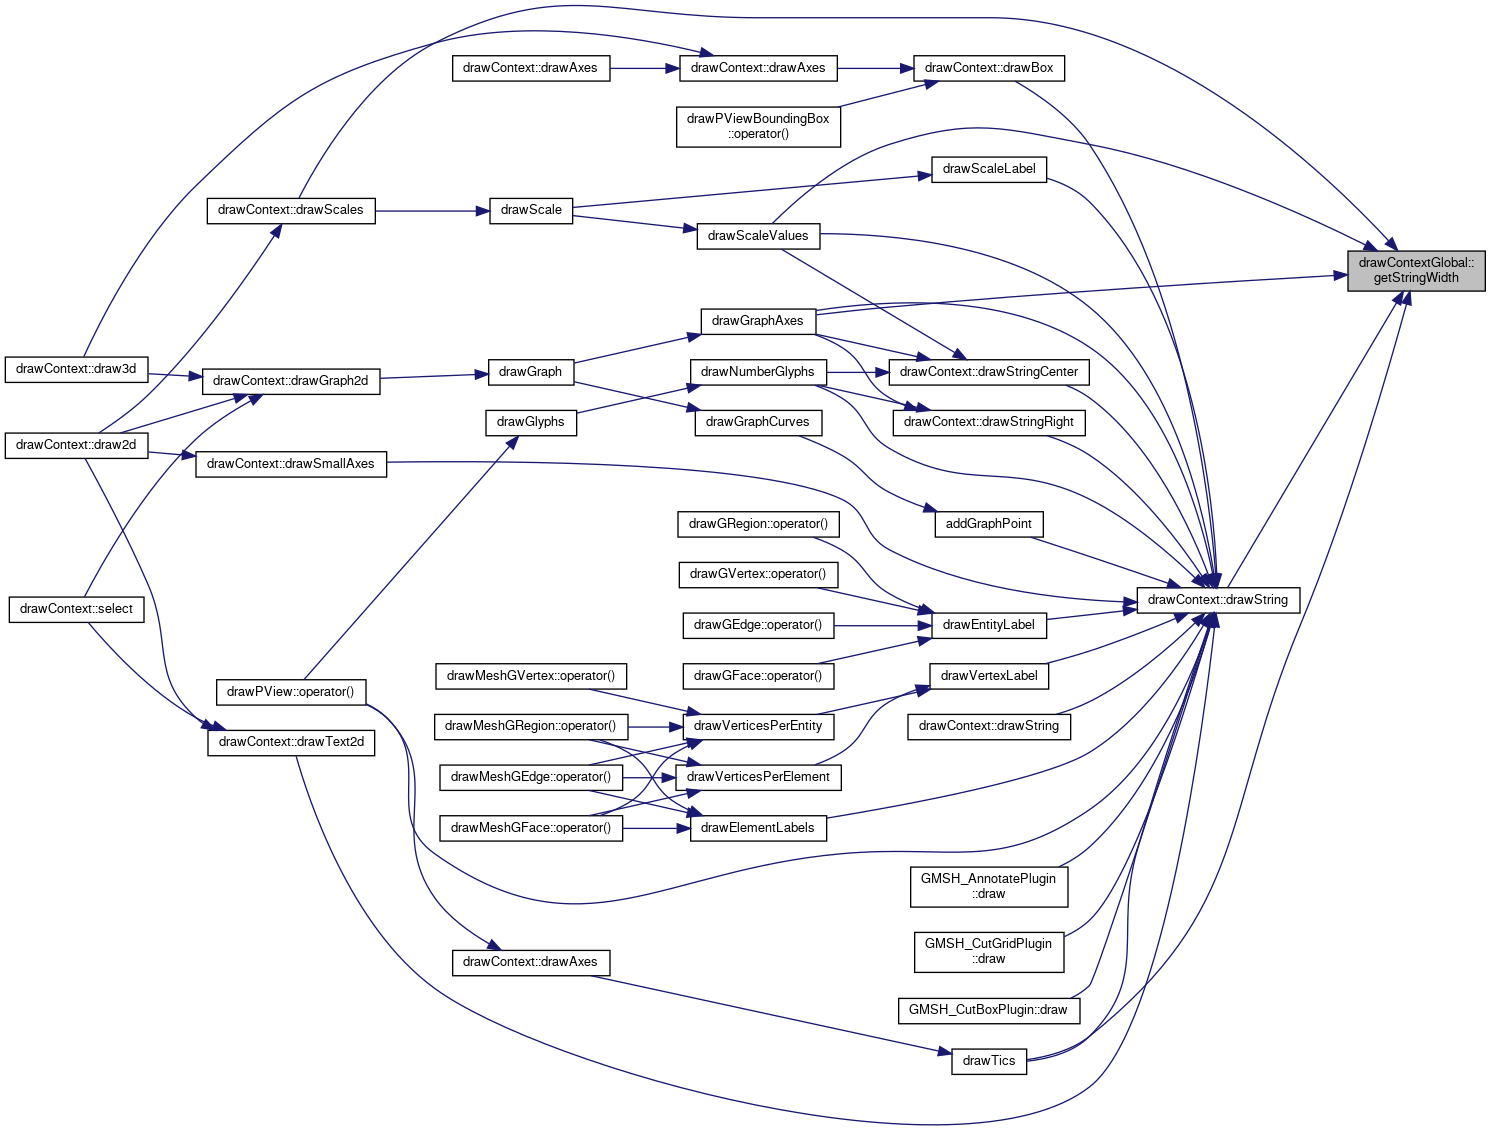 drawContext::drawAxes
drawContext::drawAxes
drawContext::drawBox
drawPViewBoundingBox
::operator()
drawScaleLabel
drawContext::drawScales
drawScale
drawScaleValues
drawContextGlobal::
getStringWidth
drawGraphAxes
drawContext::draw3d
drawContext::drawGraph2d
drawGraph
drawNumberGlyphs
drawContext::drawStringCenter
drawGlyphs
drawGraphCurves
drawContext::drawStringRight
drawContext::draw2d
drawContext::drawSmallAxes
drawGRegion::operator()
addGraphPoint
drawGVertex::operator()
drawContext::select
drawContext::drawString
drawGEdge::operator()
drawEntityLabel
drawMeshGVertex::operator()
drawGFace::operator()
drawVertexLabel
drawPView::operator()
drawMeshGRegion::operator()
drawVerticesPerEntity
drawContext::drawString
drawContext::drawText2d
drawMeshGEdge::operator()
drawVerticesPerElement
drawMeshGFace::operator()
drawElementLabels
GMSH_AnnotatePlugin
::draw
GMSH_CutGridPlugin
::draw
drawContext::drawAxes
GMSH_CutBoxPlugin::draw
drawTics